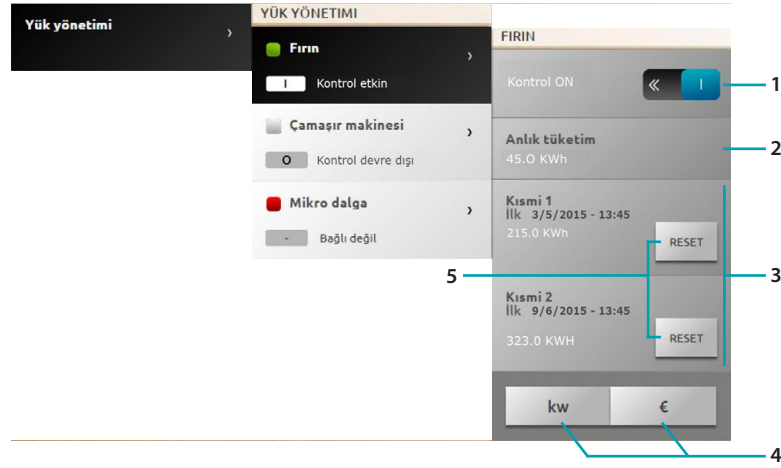 Yük yönetimi
YÜK YÖNETIMI
Fırın
I Kontrol etkin
Çamaşır makinesi
O Kontrol devre dışı
Mikro dalga
- Bağlı değil
FIRIN
Kontrol ON
I
1
Anlık tüketim
45.O KWh
2
Kısmi 1
İlk 3/5/2015 - 13:45
215.0 KWh
RESET
5
3
Kısmi 2
İlk 9/6/2015 - 13:45
323.0 KWH
RESET
kw
€
4